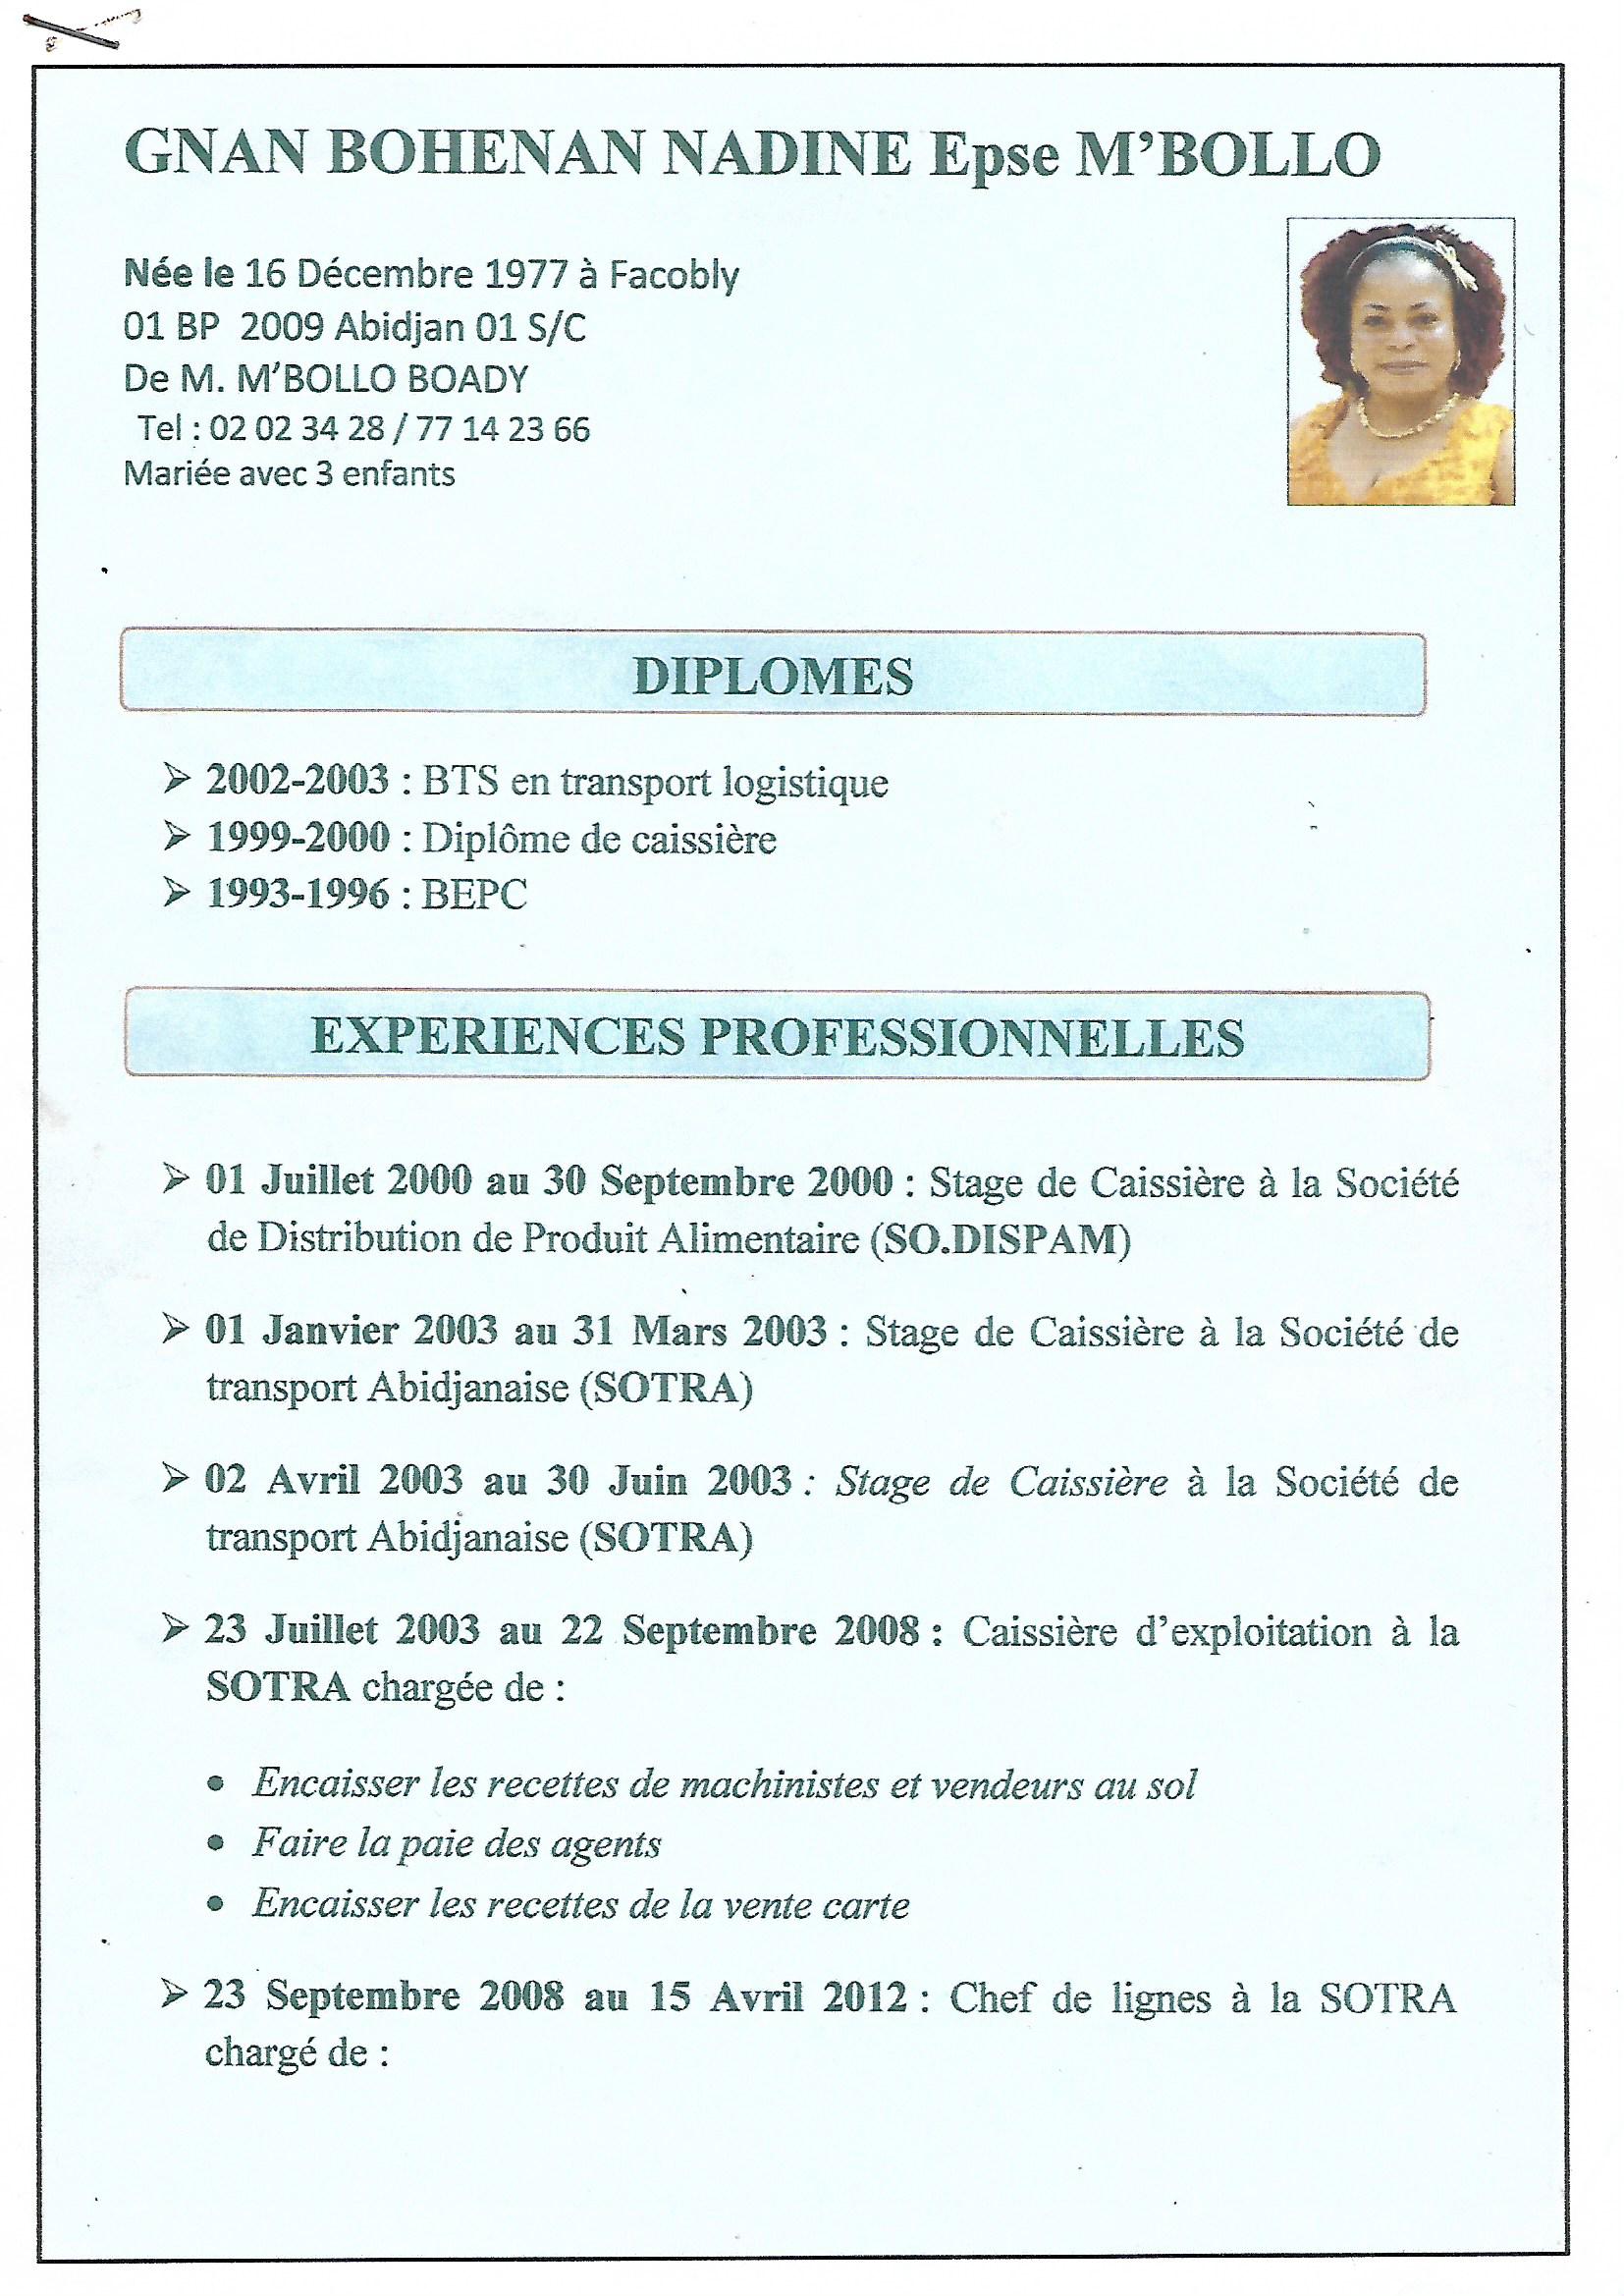 GNAN BOHENAN NADINE Epse M’BOLLO
Née le 16 Décembre 1977 à Facobly
01 BP 2009 Abidjan 01 S/C
De M. M’BOLLO BOADY
Tel : 02 02 34 28 / 77 14 23 66
Mariée avec 3 enfants
DIPLOMES
➢ 2002-2003 : BTS en transport logistique
➢ 1999-2000 : Diplôme de caissière
➢ 1993-1996 : BEPC
EXPERIENCES PROFESSIONNELLES
➢ 01 Juillet 2000 au 30 Septembre 2000 : Stage de Caissière à la Société
de Distribution de Produit Alimentaire (SO.DISPAM)
➢ 01 Janvier 2003 au 31 Mars 2003 : Stage de Caissière à la Société de
transport Abidjanaise (SOTRA)
➢ 02 Avril 2003 au 30 Juin 2003 : Stage de Caissière à la Société de
transport Abidjanaise (SOTRA)
➢ 23 Juillet 2003 au 22 Septembre 2008 : Caissière d’exploitation à la
SOTRA chargée de :
• Encaisser les recettes de machinistes et vendeurs au sol
• Faire la paie des agents
• Encaisser les recettes de la vente carte
➢ 23 Septembre 2008 au 15 Avril 2012 : Chef de lignes à la SOTRA
chargé de :